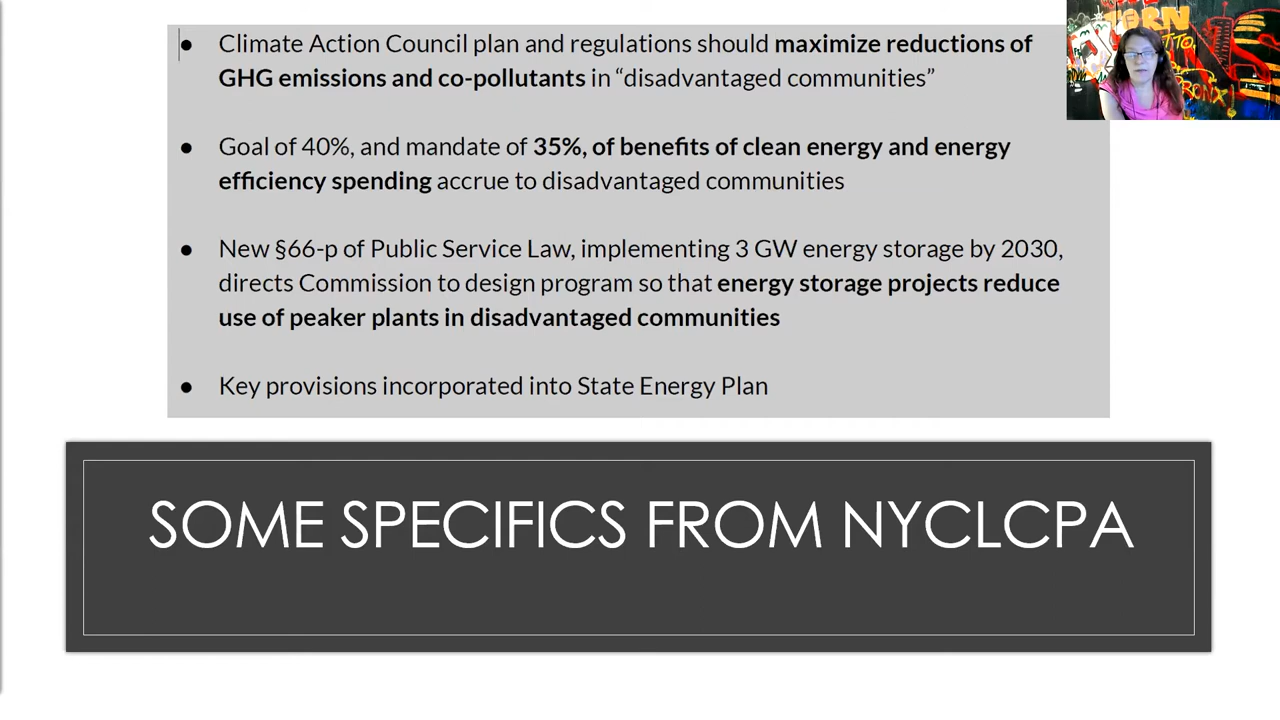 ● Climate Action Council plan and regulations should maximize reductions of
GHG emissions and co-pollutants in “disadvantaged communities”
● Goal of 40%, and mandate of 35%, of benefits of clean energy and energy
efficiency spending accrue to disadvantaged communities
● New §66-p of Public Service Law, implementing 3 GW energy storage by 2030,
directs Commission to design program so that energy storage projects reduce
use of peaker plants in disadvantaged communities
● Key provisions incorporated into State Energy Plan
SOME SPECIFICS FROM NYCLCPA